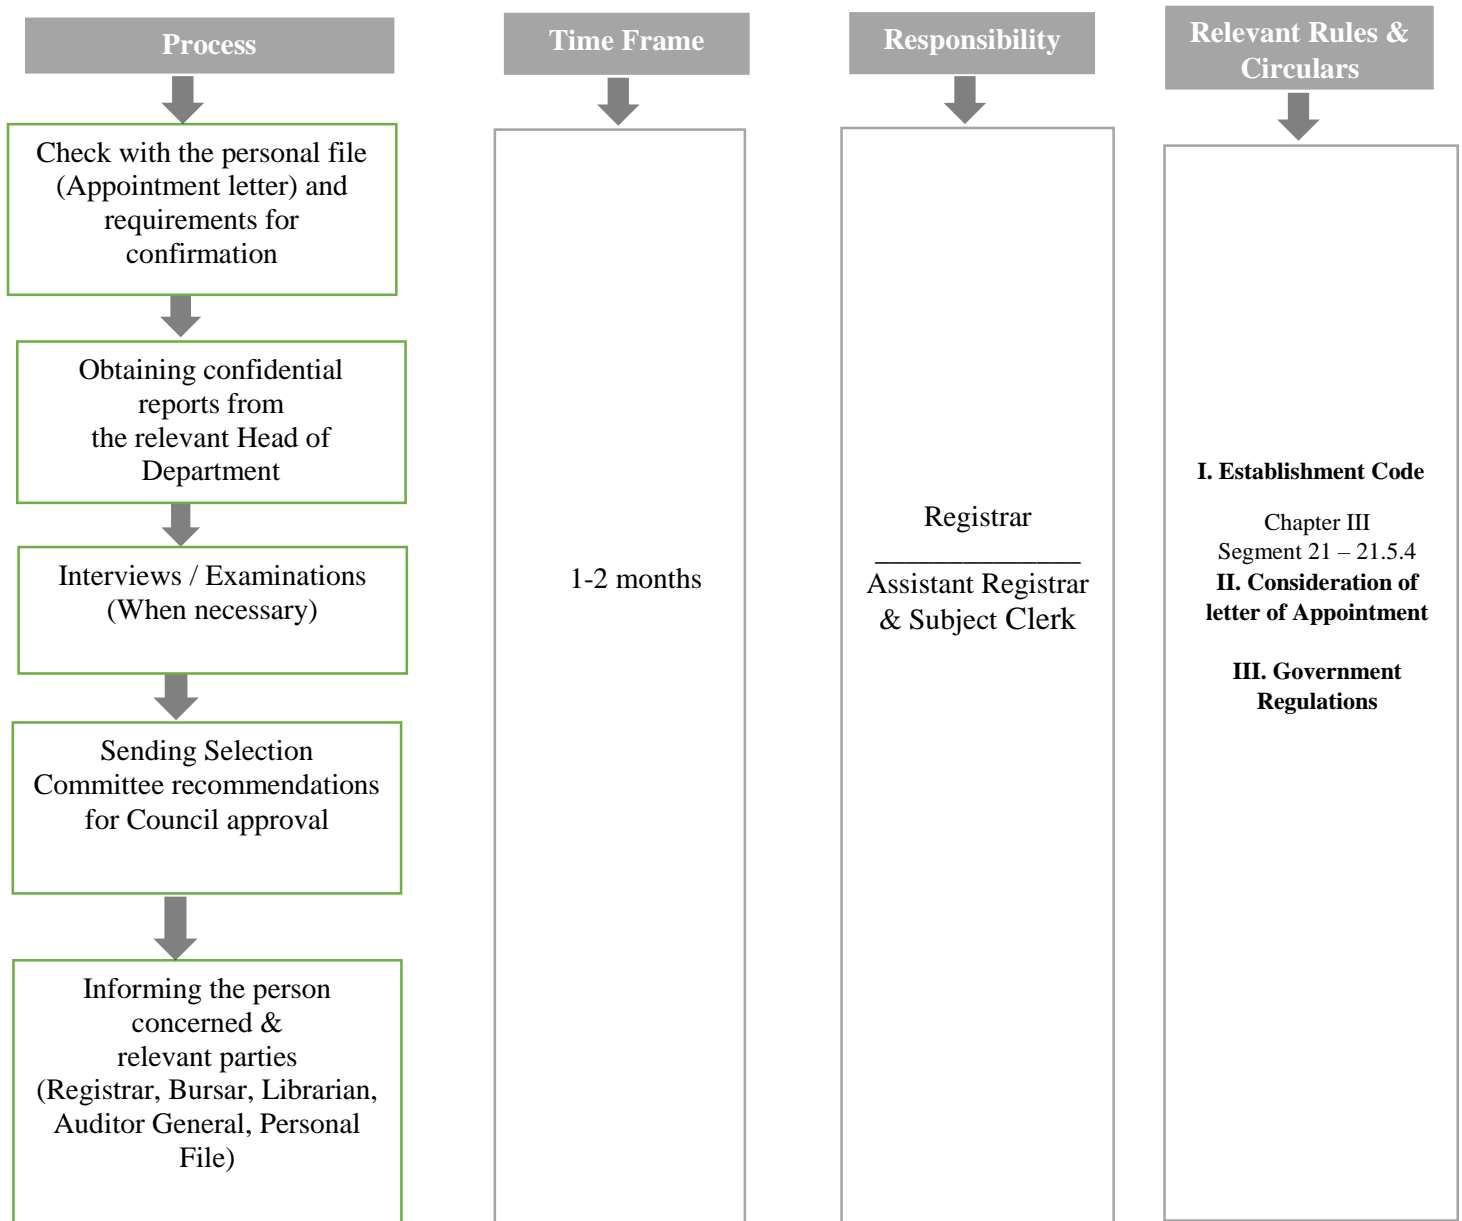 Process
Check with the personal file
(Appointment letter) and
requirements for
confirmation
Obtaining confidential
reports from
the relevant Head of
Department
Interviews / Examinations
(When necessary)
Sending Selection
Committee recommendations
for Council approval
Informing the person
concerned &
relevant parties
(Registrar, Bursar, Librarian,
Auditor General, Personal
File)
Time Frame
1-2 months
Responsibility
Registrar
Assistant Registrar
& Subject Clerk
Relevant Rules &
Circulars
I. Establishment Code
Chapter III
Segment 21 – 21.5.4
II. Consideration of
letter of Appointment
III. Government
Regulations